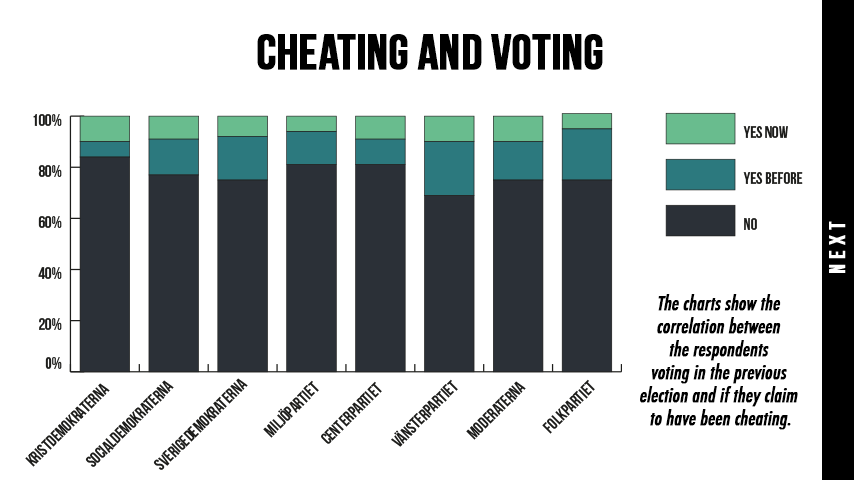 CHEATING AND VOTING
100%
80%
60%
40%
20%
0%
KRISTDEMOKRATERNA
SOCIALDEMOKRATERNA
SVERIGEDEMOKRATERNA
MILJÖPARTIET
CENTERPARTIET
VÄNSTERPARTIET
MODERATERNA
FOLKPARTIET
YES NOW
YES BEFORE
NO
The charts show the
correlation between
the respondents
voting in the previous
election and if they claim
to have been cheating.
NEXT